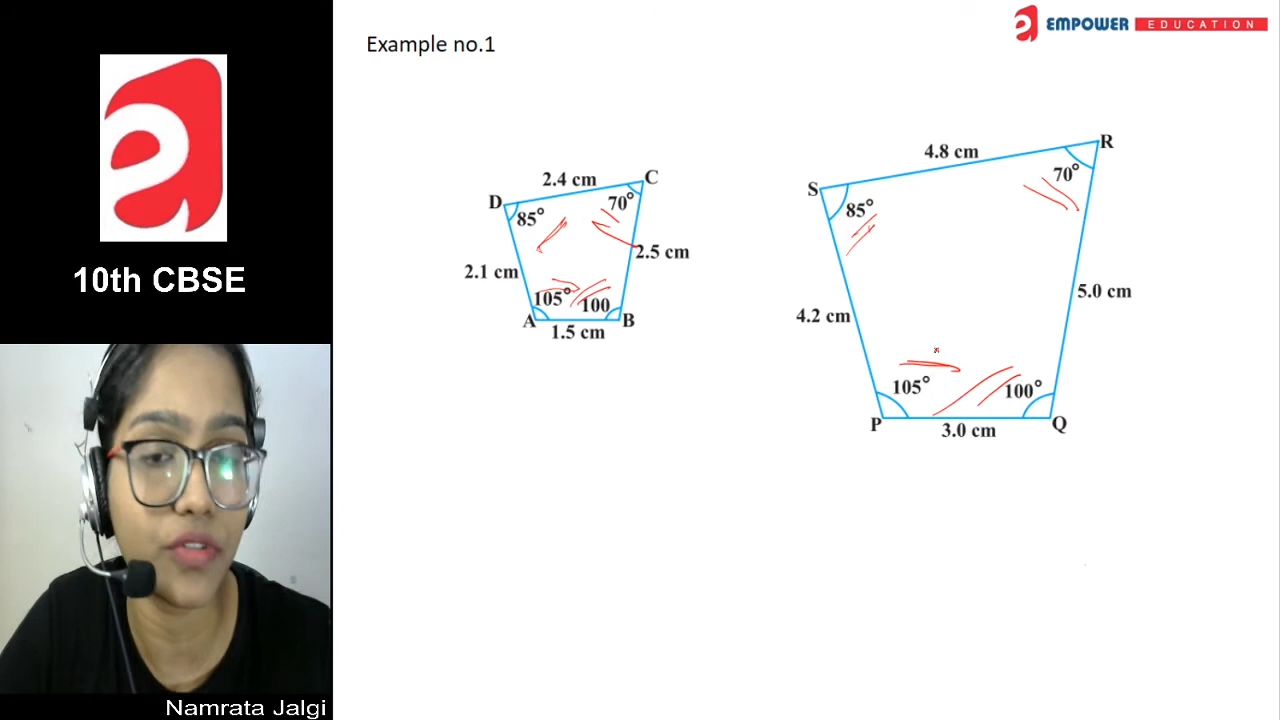 EMPOWER EDUCATION
Example no.1
10th CBSE
D
2.4 cm
C
85°
70°
2.1 cm
2.5 cm
105°
100
A
1.5 cm
B
S
4.8 cm
R
85°
70°
4.2 cm
5.0 cm
105°
100°
P
3.0 cm
Q
Namrata Jalgi